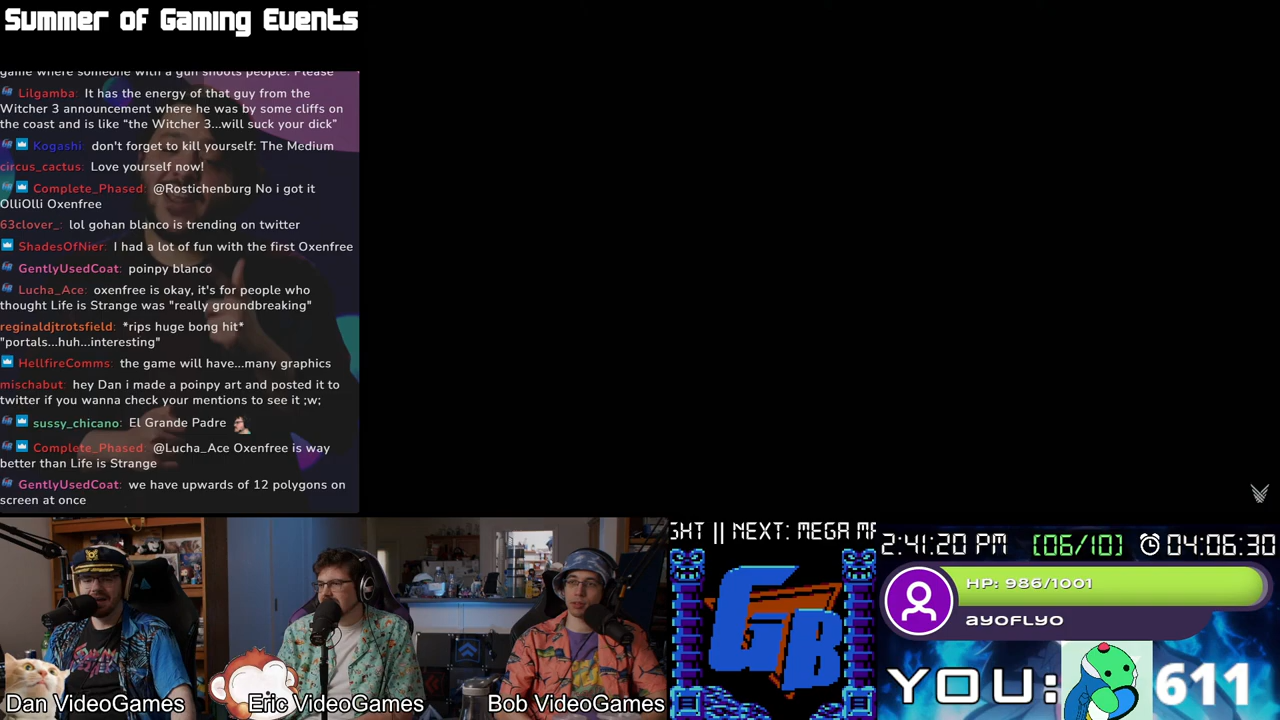 Summer of Gaming Events
game where someone with a gun shoots people. Please
Lilgamba: It has the energy of that guy from the
Witcher 3 announcement where he was by some cliffs on
the coast and is like “the Witcher 3...will suck your dick”
Kogashi: don't forget to kill yourself: The Medium
circus_cactus: Love yourself now!
Complete_Phased: @Rostichenburg No i got it
OlliOlli Oxenfree
63clover_: lol gohan blanco is trending on twitter
ShadesOfNier: I had a lot of fun with the first Oxenfree
GentlyUsedCoat: poinpy blanco
Lucha_Ace: oxenfree is okay, it's for people who
thought Life is Strange was "really groundbreaking"
reginaldjtrotsfield: *rips huge bong hit*
"portals...huh...interesting"
HellfireComms: the game will have...many graphics
mischabut: hey Dan i made a poinpy art and posted it to
twitter if you wanna check your mentions to see it ;w;
sussy_chicano: El Grande Padre
Complete_Phased: @Lucha_Ace Oxenfree is way
better than Life is Strange
GentlyUsedCoat: we have upwards of 12 polygons on
screen at once
GHT || NEXT: MEGA MA
2:41:20 PM [06/10] 04:06:30
HP: 986/1001
AYOFLYO
GB
YOU: 611
Dan VideoGames
Eric VideoGames
Bob VideoGames